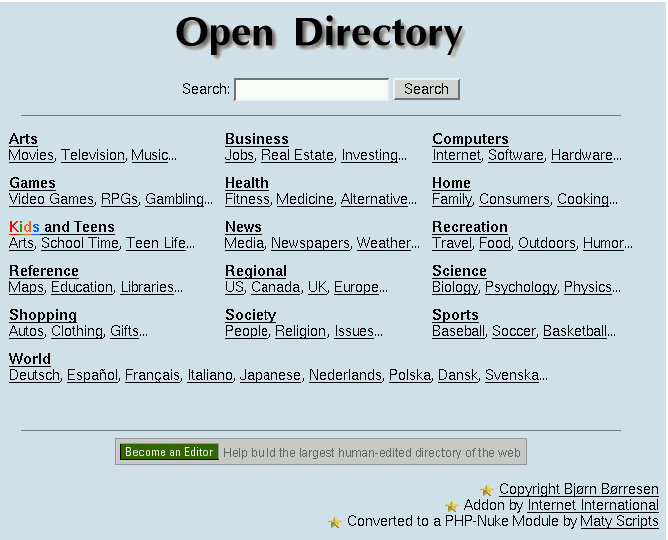 Open Directory
Search: Search
Arts Business Computers
Movies, Television, Music... Jobs, Real Estate, Investing... Internet, Software, Hardware...
Games Health Home
Video Games, RPGs, Gambling... Fitness, Medicine, Alternative... Family, Consumers, Cooking...
Kids and Teens News Recreation
Arts, School Time, Teen Life... Media, Newspapers, Weather... Travel, Food, Outdoors, Humor...
Reference Regional Science
Maps, Education, Libraries... US, Canada, UK, Europe... Biology, Psychology, Physics...
Shopping Society Sports
Autos, Clothing, Gifts... People, Religion, Issues... Baseball, Soccer, Basketball...
World
Deutsch, Español, Français, Italiano, Japanese, Nederlands, Polska, Dansk, Svenska...
Become an Editor Help build the largest human-edited directory of the web
Copyright Bjørn Børresen
Addon by Internet International
Converted to a PHP-Nuke Module by Maty Scripts